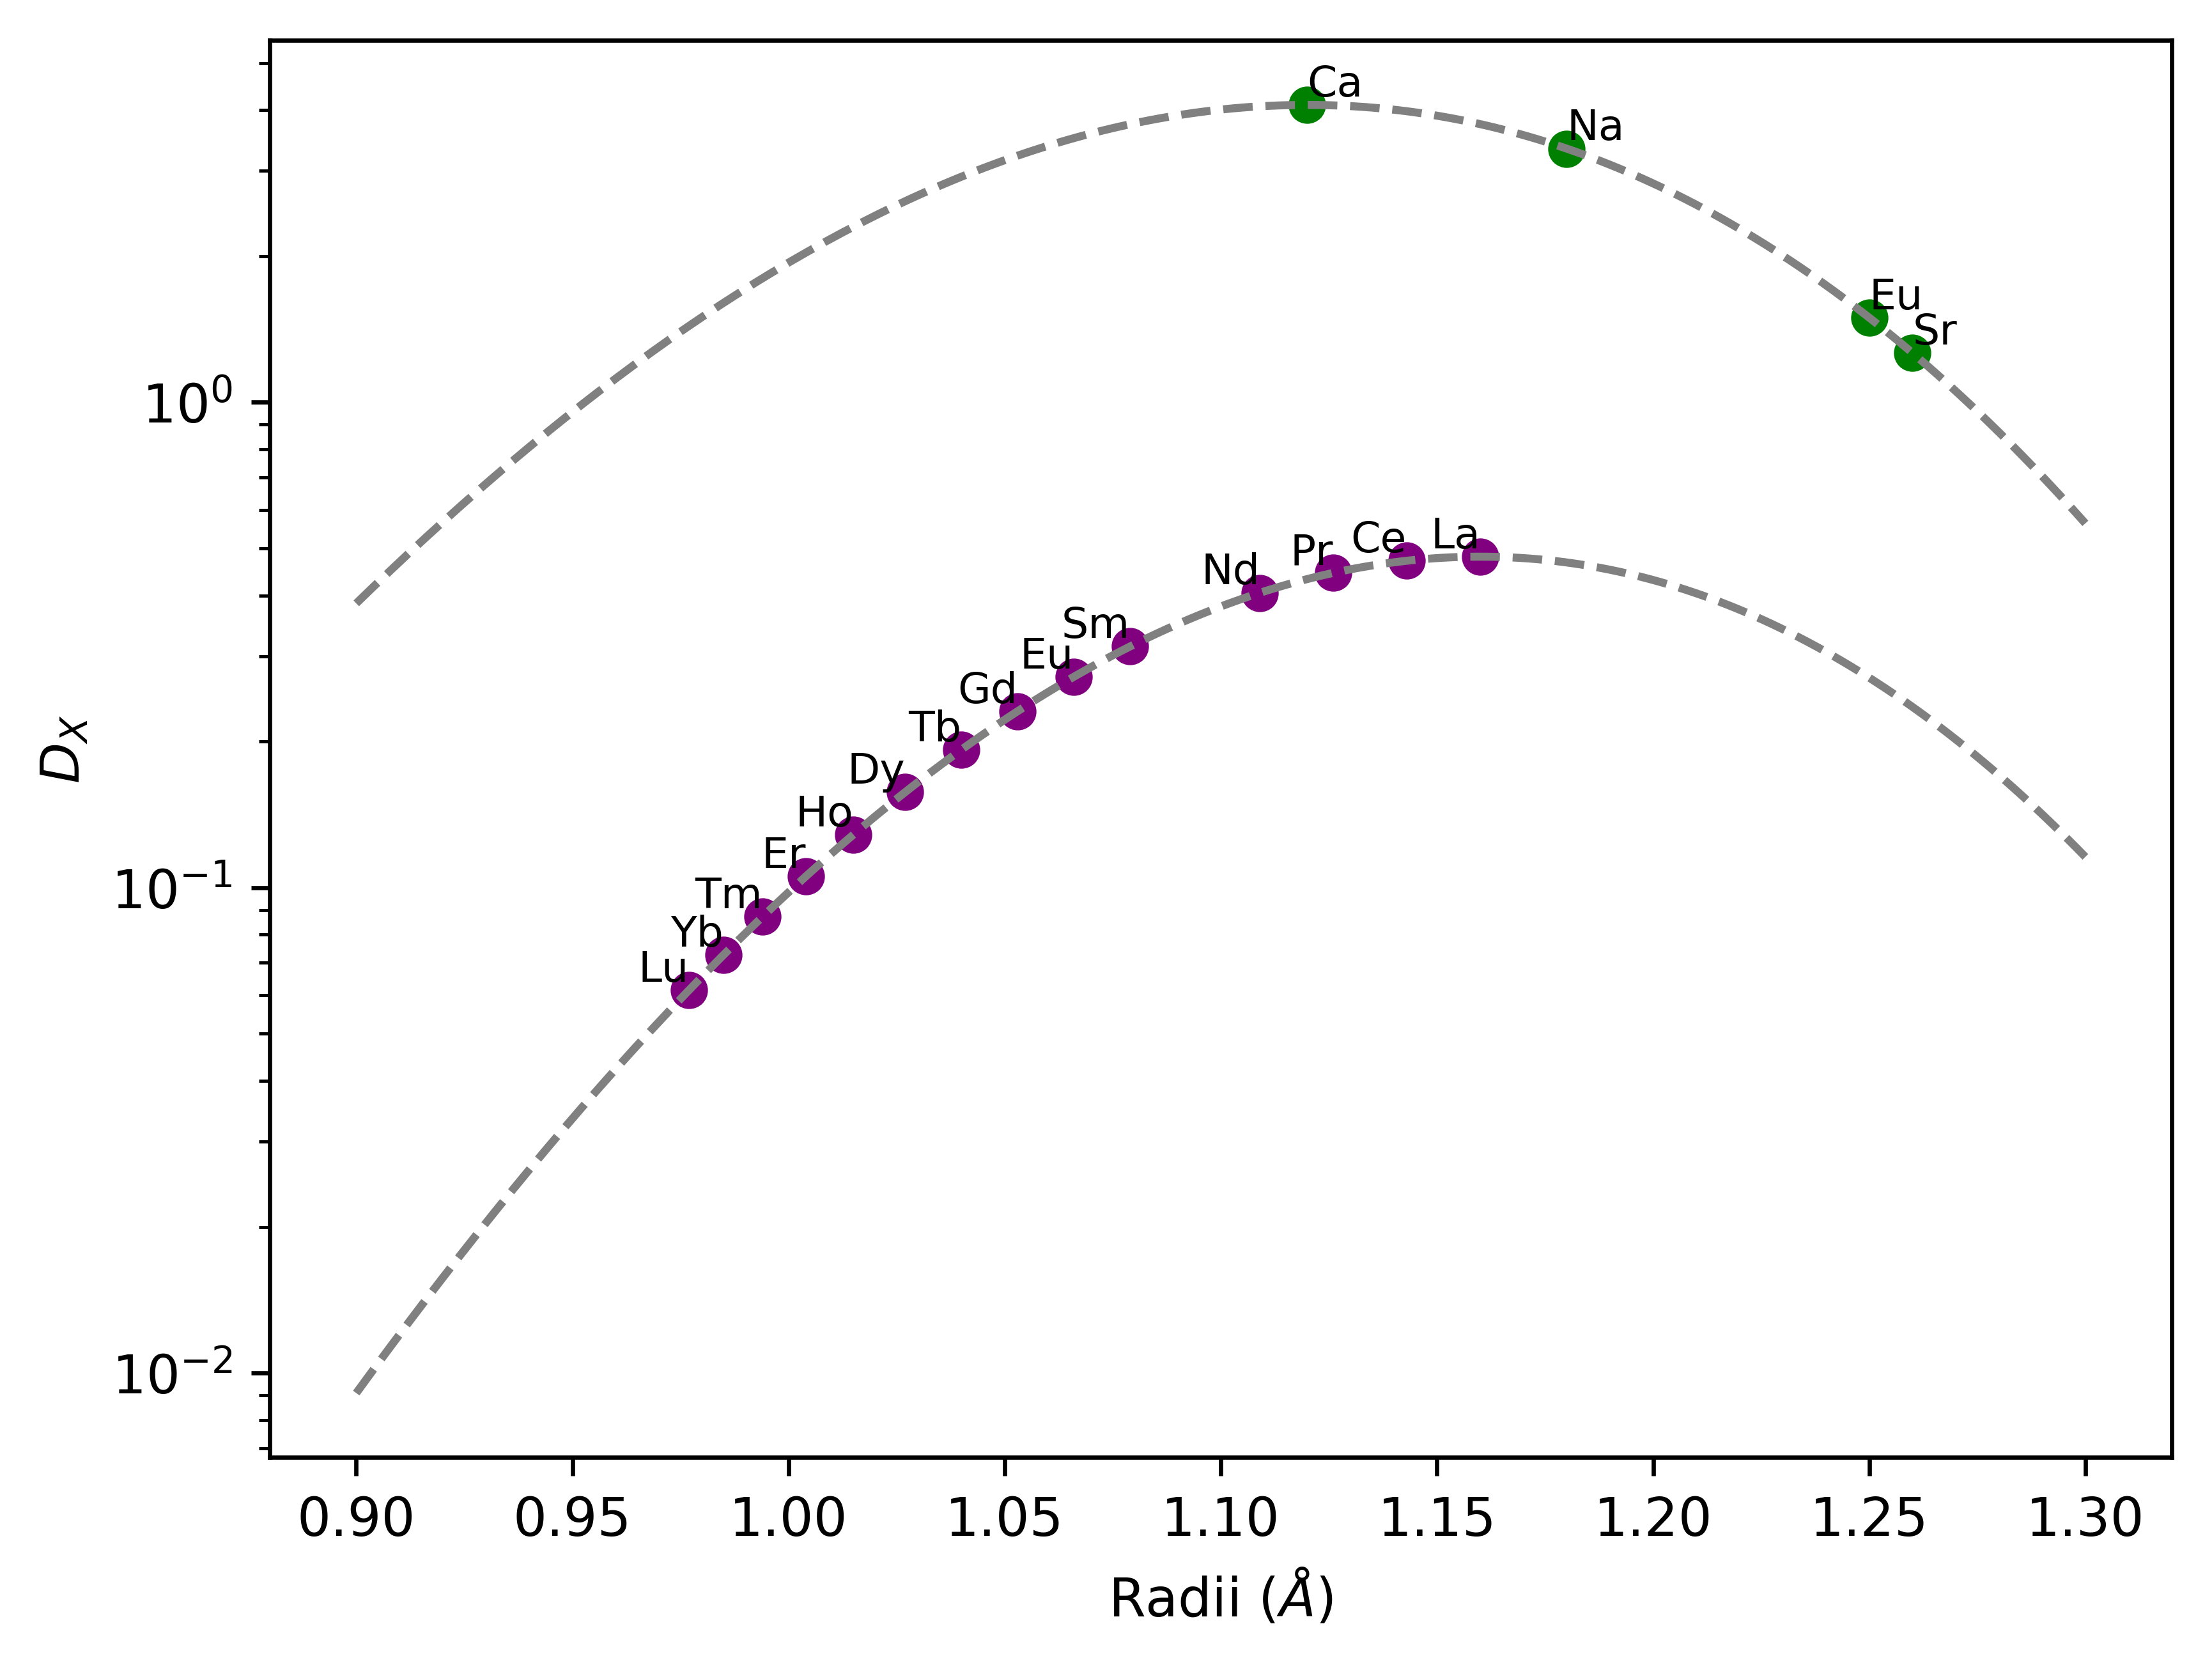 Ca
Na
Eu
Sr
10⁰
La
Ce
Pr
Nd
Sm
Eu
Gd
Tb
Dy
Ho
Er
Tm
Yb
Lu
10⁻¹
10⁻²
D_X
0.90 0.95 1.00 1.05 1.10 1.15 1.20 1.25 1.30
Radii (Å)